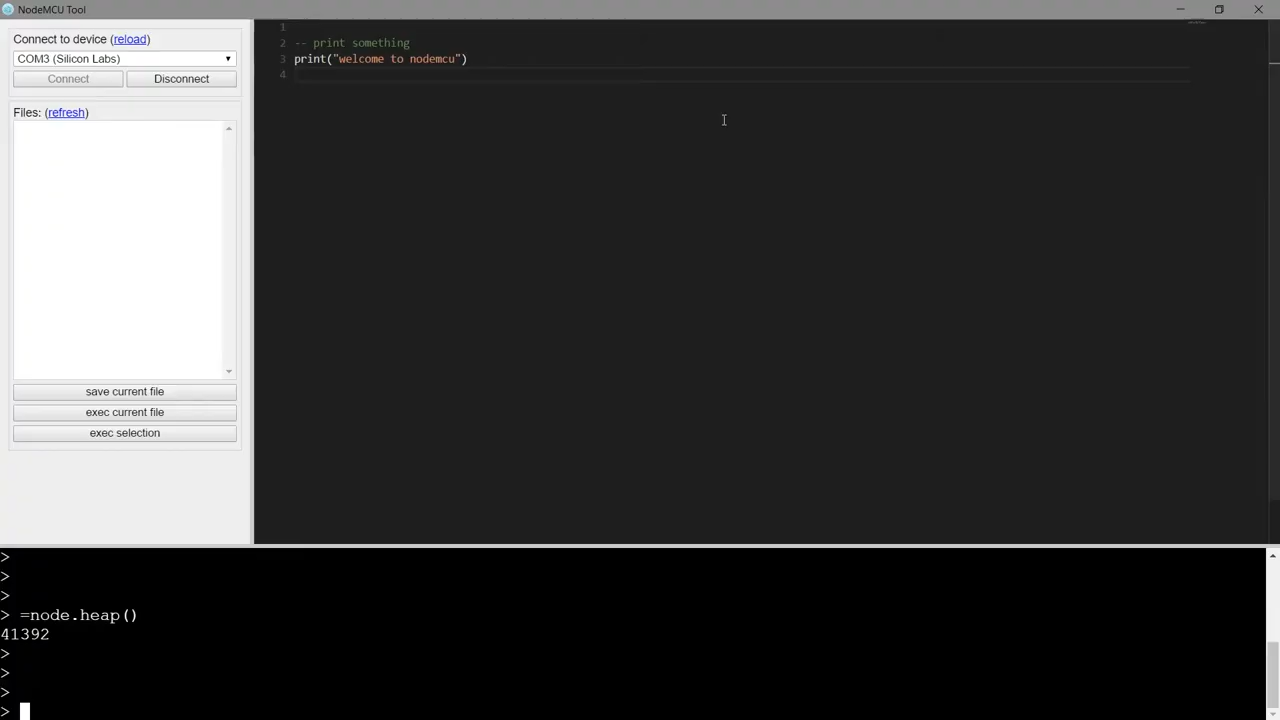 NodeMCU Tool
Connect to device (reload)
COM3 (Silicon Labs)
Connect
Disconnect
Files: (refresh)
save current file
exec current file
exec selection
1
2 -- print something
3 print("welcome to nodemcu")
4
>
>
>
> =node.heap()
41392
>
>
>
>